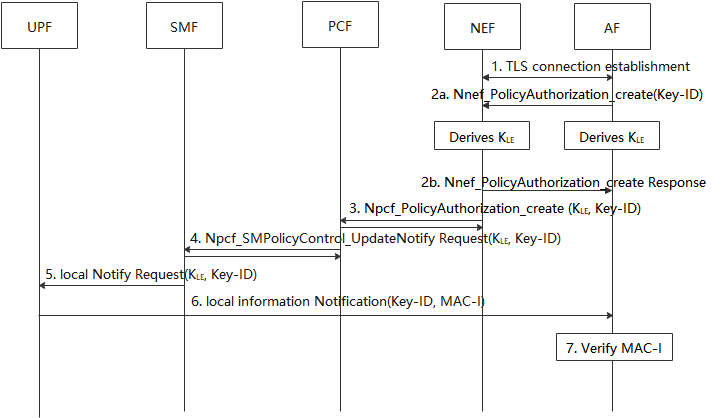 UPF
SMF
PCF
NEF
AF
1. TLS connection establishment
2a. Nnef_PolicyAuthorization_create(Key-ID)
Derives KLE
Derives KLE
2b. Nnef_PolicyAuthorization_create Response
3. Npcf_PolicyAuthorization_create (KLE, Key-ID)
4. Npcf_SMPolicyControl_UpdateNotify Request(KLE, Key-ID)
5. local Notify Request(KLE, Key-ID)
6. local information Notification(Key-ID, MAC-I)
7. Verify MAC-I